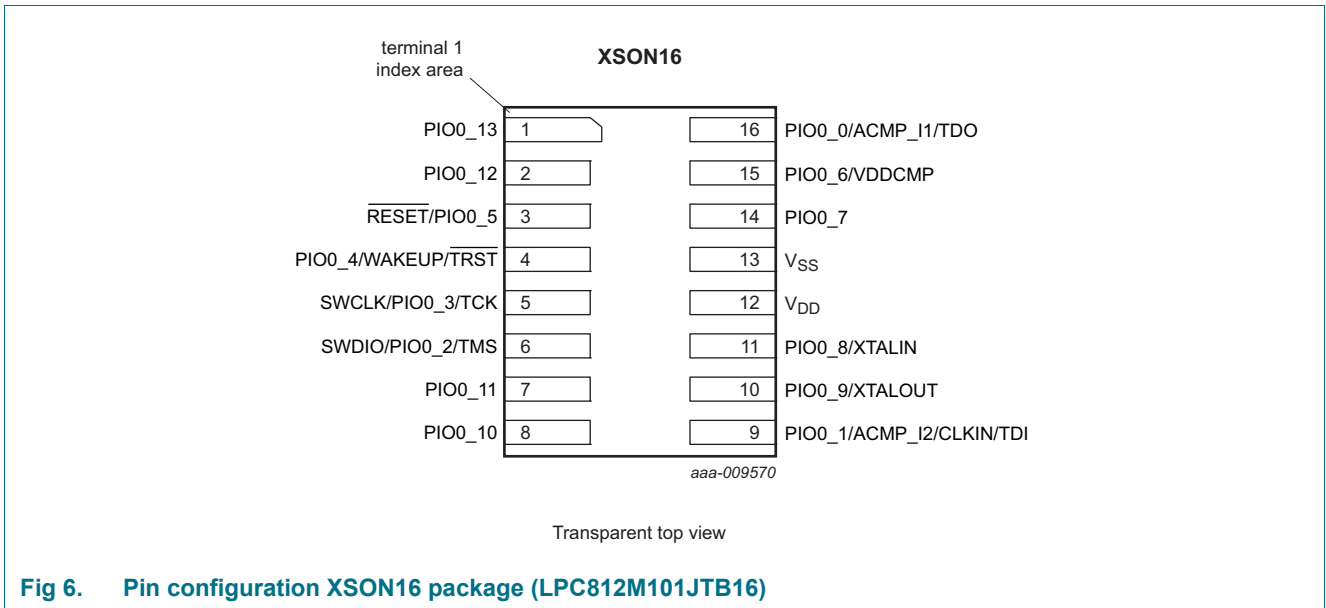 terminal 1
index area
XSON16
PIO0_13 1 16 PIO0_0/ACMP_I1/TDO
PIO0_12 2 15 PIO0_6/VDDCMP
RESET/PIO0_5 3 14 PIO0_7
PIO0_4/WAKEUP/TRST 4 13 VSS
SWCLK/PIO0_3/TCK 5 12 VDD
SWDIO/PIO0_2/TMS 6 11 PIO0_8/XTALIN
PIO0_11 7 10 PIO0_9/XTALOUT
PIO0_10 8 9 PIO0_1/ACMP_I2/CLKIN/TDI
aaa-009570
Transparent top view
Fig 6. Pin configuration XSON16 package (LPC812M101JTB16)